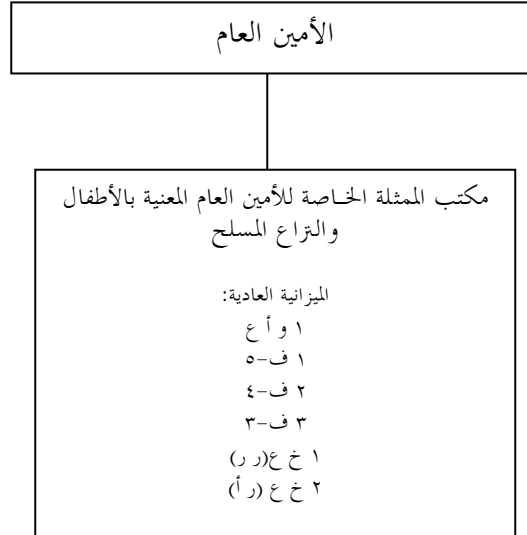 الأمين العام
مكتب الممثلة الخاصة للأمين العام المعنية بالأطفال
والتراع المسلح
الميزانية العادية:
١ و أ ع
١ ف-٥
٢ ف-٤
٣ ف-٣
١ خ ع(ر ر)
٢ خ ع (ر أ)